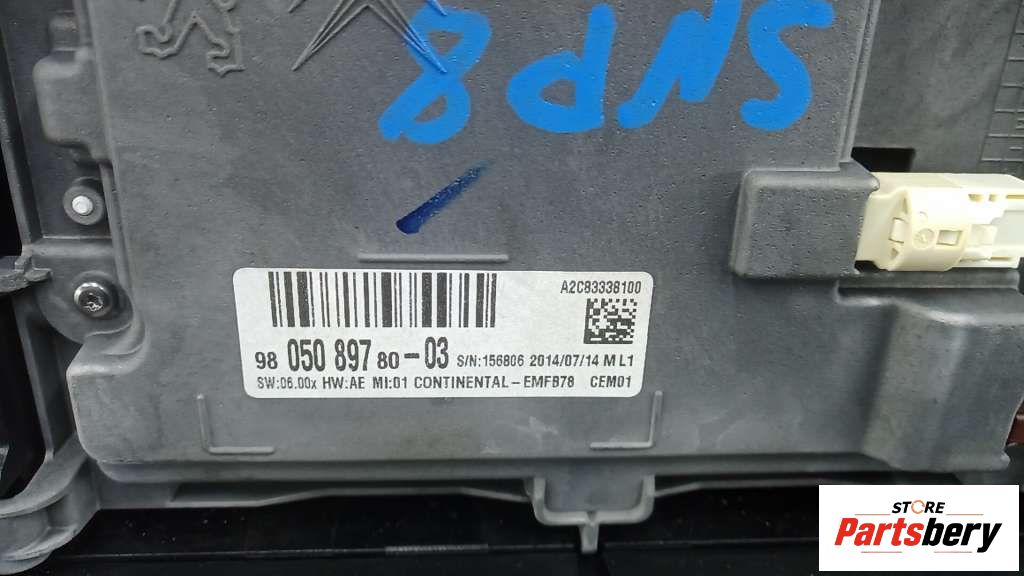 SNP8
A2C83338100
98 050 897 80-03 S/N:156806 2014/07/14 M L1
SW:06.00x HW:AE MI:01 CONTINENTAL-EMFB78 CEM01
STORE
Partsbery